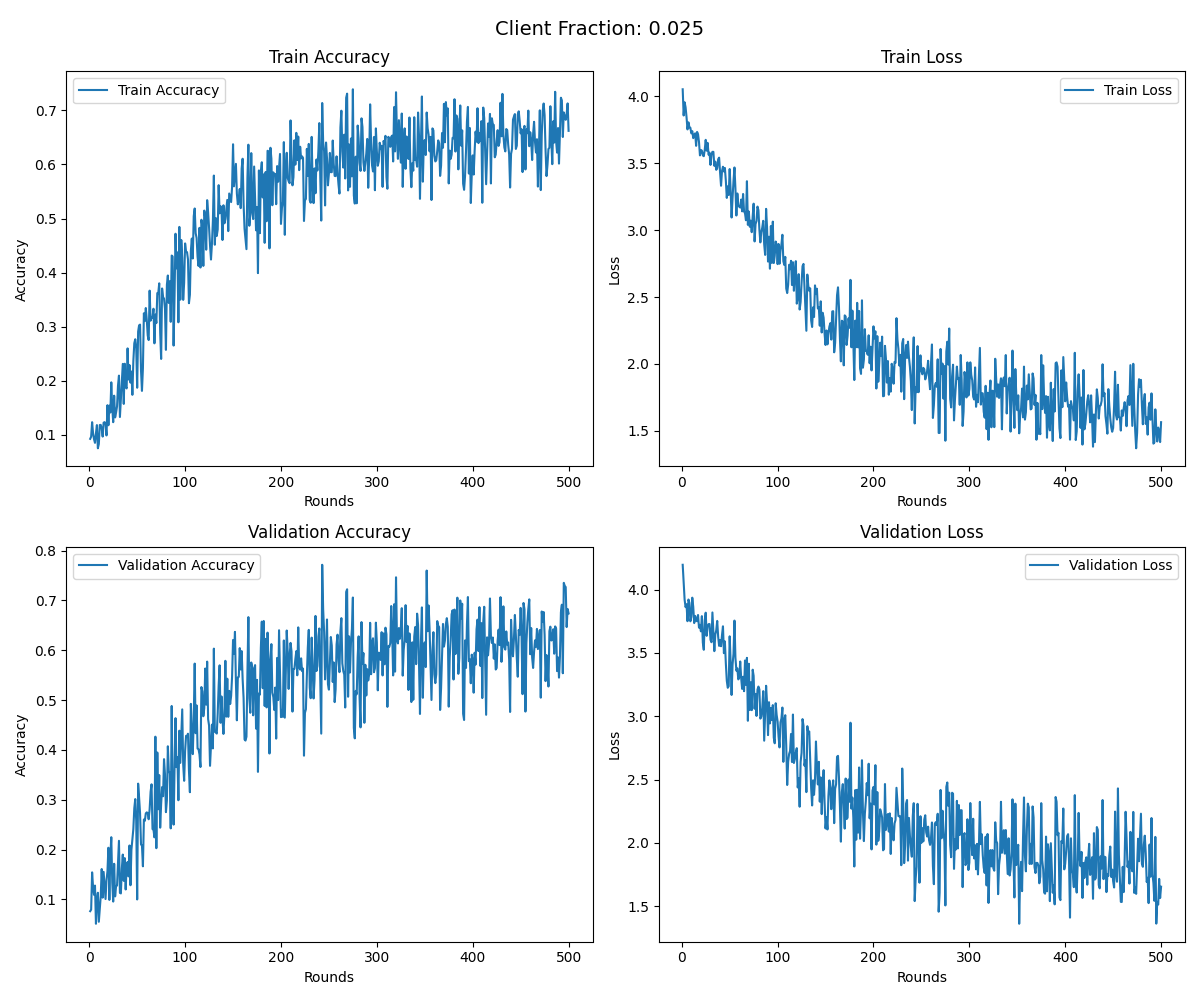 Client Fraction: 0.025
Train Accuracy
Train Accuracy
0.7
0.6
0.5
0.4
0.3
0.2
0.1
Accuracy
0 100 200 300 400 500
Rounds
Train Loss
Train Loss
4.0
3.5
3.0
2.5
2.0
1.5
Loss
0 100 200 300 400 500
Rounds
Validation Accuracy
Validation Accuracy
0.8
0.7
0.6
0.5
0.4
0.3
0.2
0.1
Accuracy
0 100 200 300 400 500
Rounds
Validation Loss
Validation Loss
4.0
3.5
3.0
2.5
2.0
1.5
Loss
0 100 200 300 400 500
Rounds